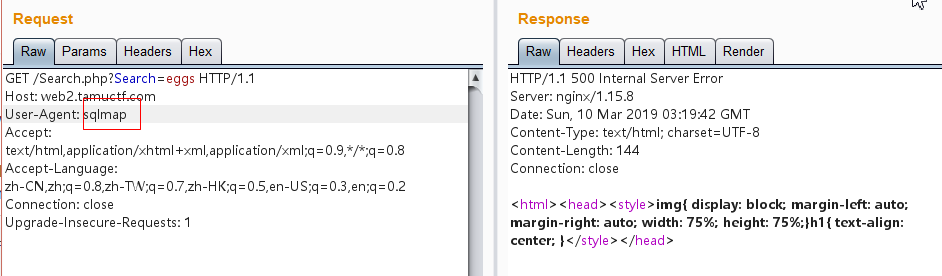 Request
Raw Params Headers Hex
GET /Search.php?Search=eggs HTTP/1.1
Host: web2.tamuctf.com
User-Agent: sqlmap
Accept:
text/html,application/xhtml+xml,application/xml;q=0.9,*/*;q=0.8
Accept-Language:
zh-CN,zh;q=0.8,zh-TW;q=0.7,zh-HK;q=0.5,en-US;q=0.3,en;q=0.2
Connection: close
Upgrade-Insecure-Requests: 1
Response
Raw Headers Hex HTML Render
HTTP/1.1 500 Internal Server Error
Server: nginx/1.15.8
Date: Sun, 10 Mar 2019 03:19:42 GMT
Content-Type: text/html; charset=UTF-8
Content-Length: 144
Connection: close
<html><head><style>img{ display: block; margin-left: auto;
margin-right: auto; width: 75%; height: 75%;}h1{ text-align:
center; }</style></head>